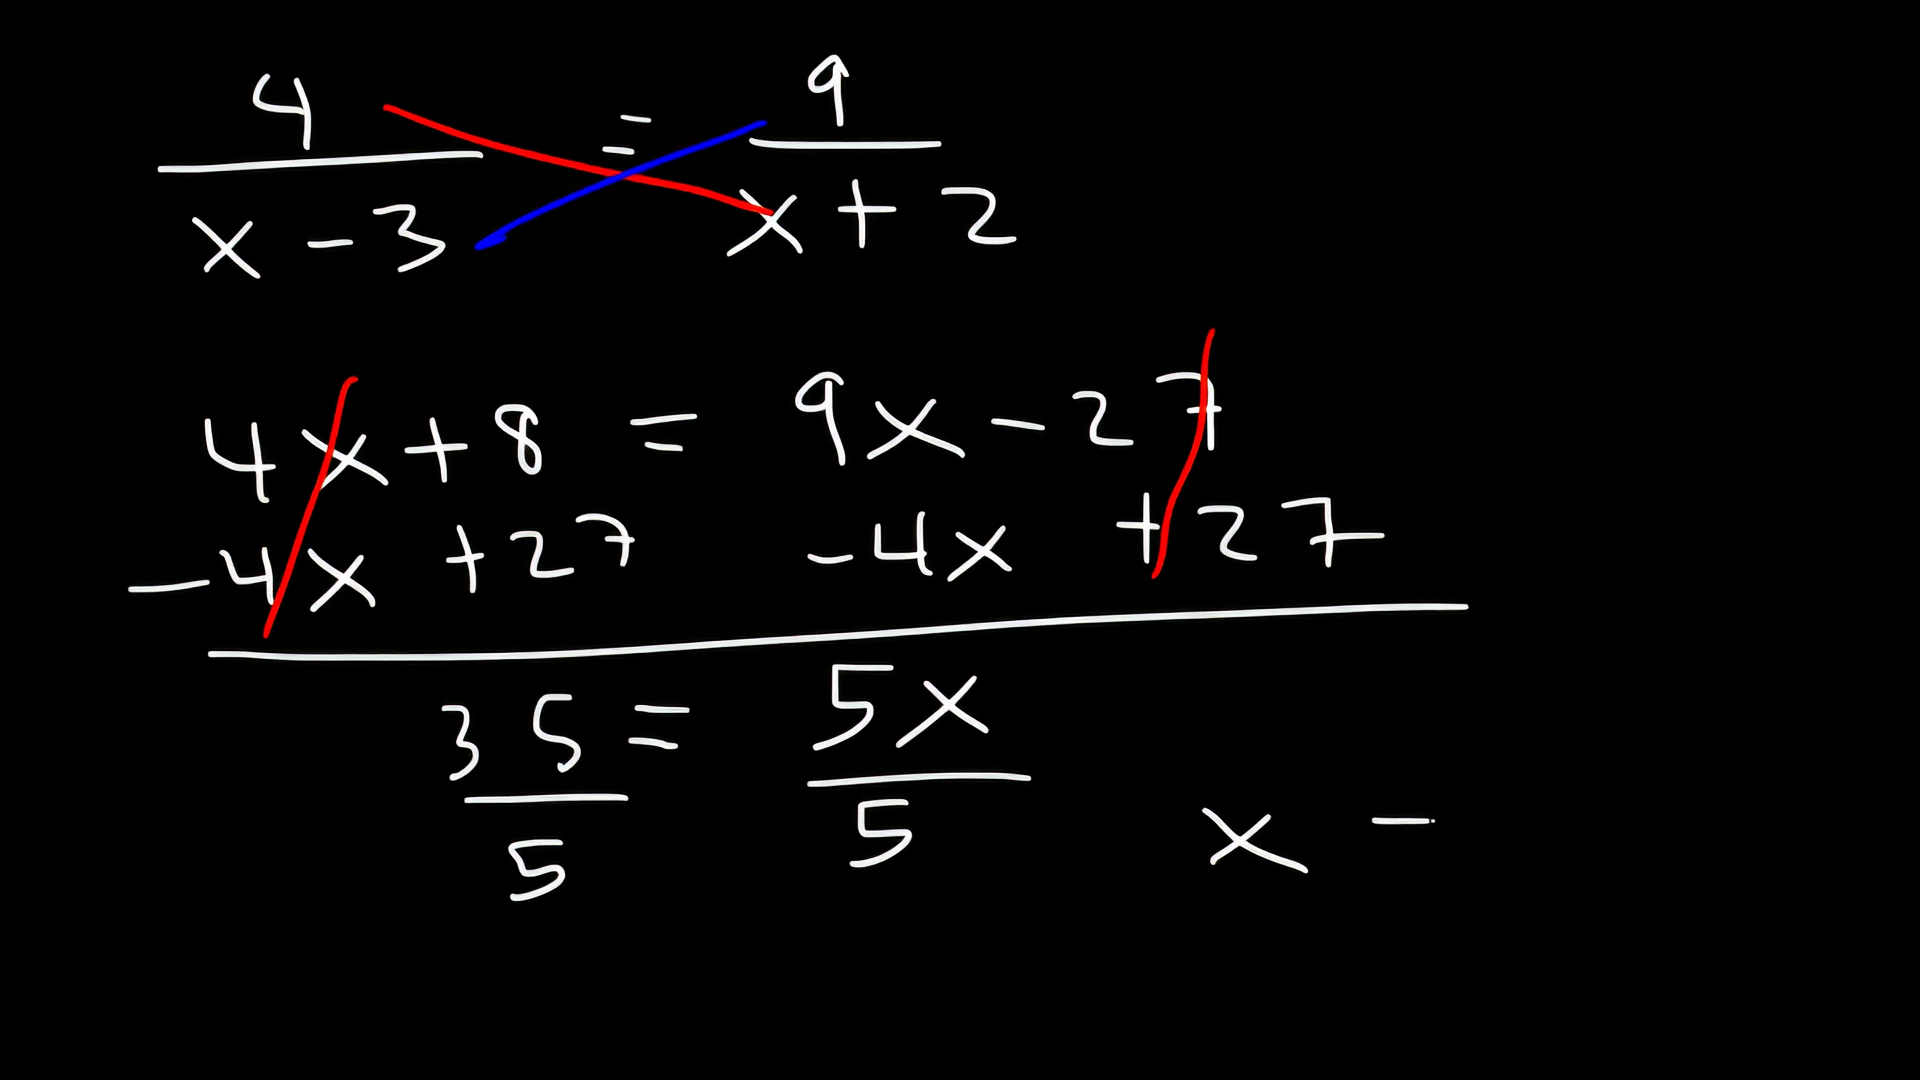 4 = 9
x - 3 x + 2
4x + 8 = 9x - 27
- 4x + 27 - 4x + 27
35 = 5x
5 5 x -